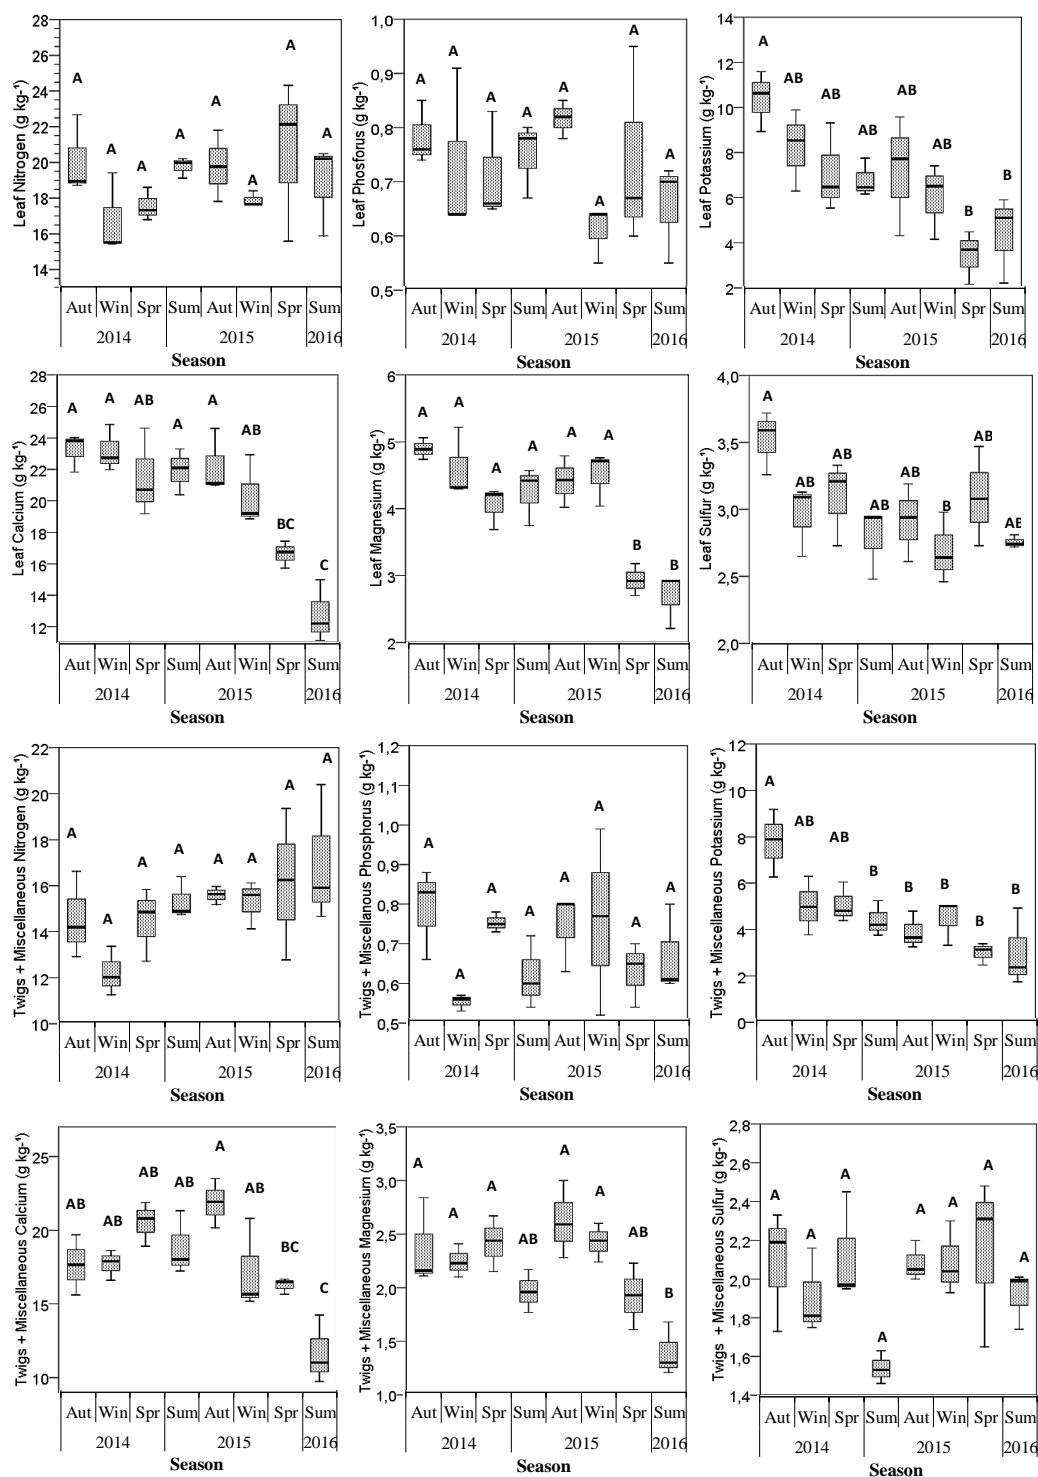 Leaf Nitrogen (g kg-¹)
28
26
24
22
20
18
16
14
A A A A A A A A
Aut Win Spr Sum Aut Win Spr Sum
2014 2015 2016
Season
Leaf Phosforus (g kg-¹)
1,0
0,9
0,8
0,7
0,6
0,5
A A A A A A A A
Aut Win Spr Sum Aut Win Spr Sum
2014 2015 2016
Season
Leaf Potassium (g kg-¹)
14
12
10
8
6
4
2
A AB AB AB AB AB B B
Aut Win Spr Sum Aut Win Spr Sum
2014 2015 2016
Season
Leaf Calcium (g kg-¹)
28
26
24
22
20
18
16
14
12
A A AB A A AB BC C
Aut Win Spr Sum Aut Win Spr Sum
2014 2015 2016
Season
Leaf Magnesium (g kg-¹)
6
5
4
3
2
A A A A A A B B
Aut Win Spr Sum Aut Win Spr Sum
2014 2015 2016
Season
Leaf Sulfur (g kg-¹)
4,0
3,5
3,0
2,5
2,0
A AB AB AB AB B AB AB
Aut Win Spr Sum Aut Win Spr Sum
2014 2015 2016
Season
Twigs + Miscellaneous Nitrogen (g kg-¹)
22
20
18
16
14
12
10
A A A A A A A A
Aut Win Spr Sum Aut Win Spr Sum
2014 2015 2016
Season
Twigs + Miscellanous Phosphorus (g kg-¹)
1,2
1,1
1,0
0,9
0,8
0,7
0,6
0,5
A A A A A A A A
Aut Win Spr Sum Aut Win Spr Sum
2014 2015 2016
Season
Twigs + Miscellaneous Potassium (g kg-¹)
12
10
8
6
4
2
0
A AB AB B B B B B
Aut Win Spr Sum Aut Win Spr Sum
2014 2015 2016
Season
Twigs + Miscellaneous Calcium (g kg-¹)
25
20
15
10
AB AB AB AB A AB BC C
Aut Win Spr Sum Aut Win Spr Sum
2014 2015 2016
Season
Twigs + Miscellaneous Magnesium (g kg-¹)
3,5
3,0
2,5
2,0
1,5
1,0
A A A AB A A AB B
Aut Win Spr Sum Aut Win Spr Sum
2014 2015 2016
Season
Twigs + Miscellaneous Sulfur (g kg-¹)
2,8
2,6
2,4
2,2
2,0
1,8
1,6
1,4
A A A A A A A A
Aut Win Spr Sum Aut Win Spr Sum
2014 2015 2016
Season